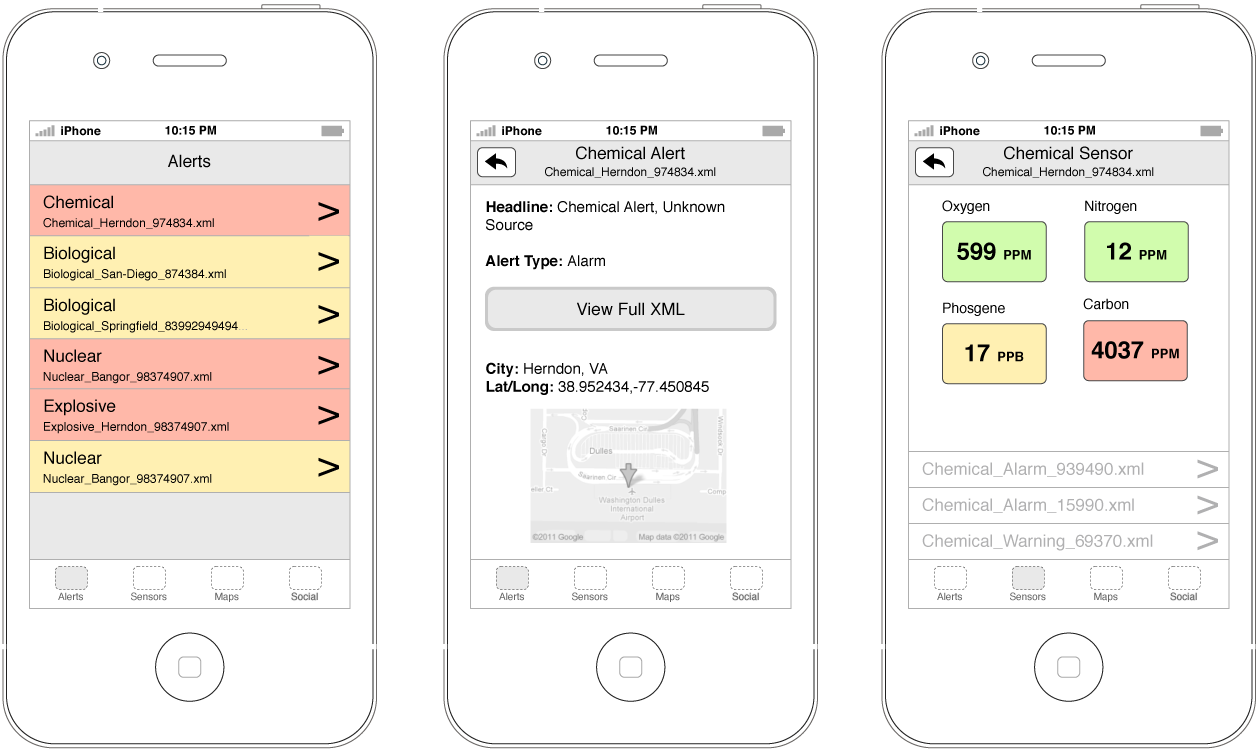 iPhone 10:15 PM
Alerts
Chemical
Chemical_Herndon_974834.xml
>
Biological
Biological_San-Diego_874384.xml
>
Biological
Biological_Springfield_83992949494...
>
Nuclear
Nuclear_Bangor_98374907.xml
>
Explosive
Explosive_Herndon_98374907.xml
>
Nuclear
Nuclear_Bangor_98374907.xml
>
Alerts Sensors Maps Social
iPhone 10:15 PM
Chemical Alert
Chemical_Herndon_974834.xml
Headline: Chemical Alert, Unknown
Source
Alert Type: Alarm
View Full XML
City: Herndon, VA
Lat/Long: 38.952434,-77.450845
Saarinen Cir
Cargo Dr
Windsock Dr
Dulles
Saarinen Cir
eller Ct
Comp
Washington Dulles
International
Airport
©2011 Google Map data ©2011 Google
Alerts Sensors Maps Social
iPhone 10:15 PM
Chemical Sensor
Chemical_Herndon_974834.xml
Oxygen Nitrogen
599 PPM 12 PPM
Phosgene Carbon
17 PPB 4037 PPM
Chemical_Alarm_939490.xml >
Chemical_Alarm_15990.xml >
Chemical_Warning_69370.xml >
Alerts Sensors Maps Social